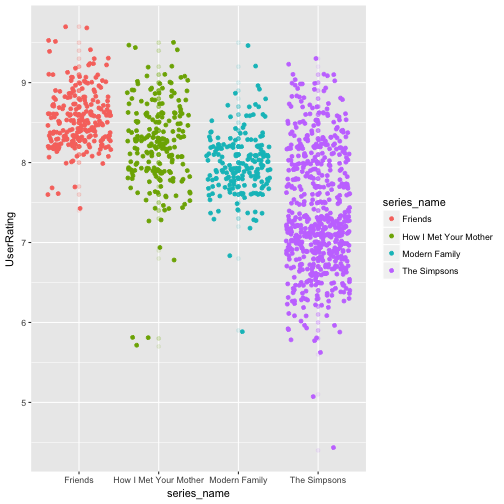 UserRating
9
8
7
6
5
Friends
How I Met Your Mother
Modern Family
The Simpsons
series_name
series_name
Friends
How I Met Your Mother
Modern Family
The Simpsons